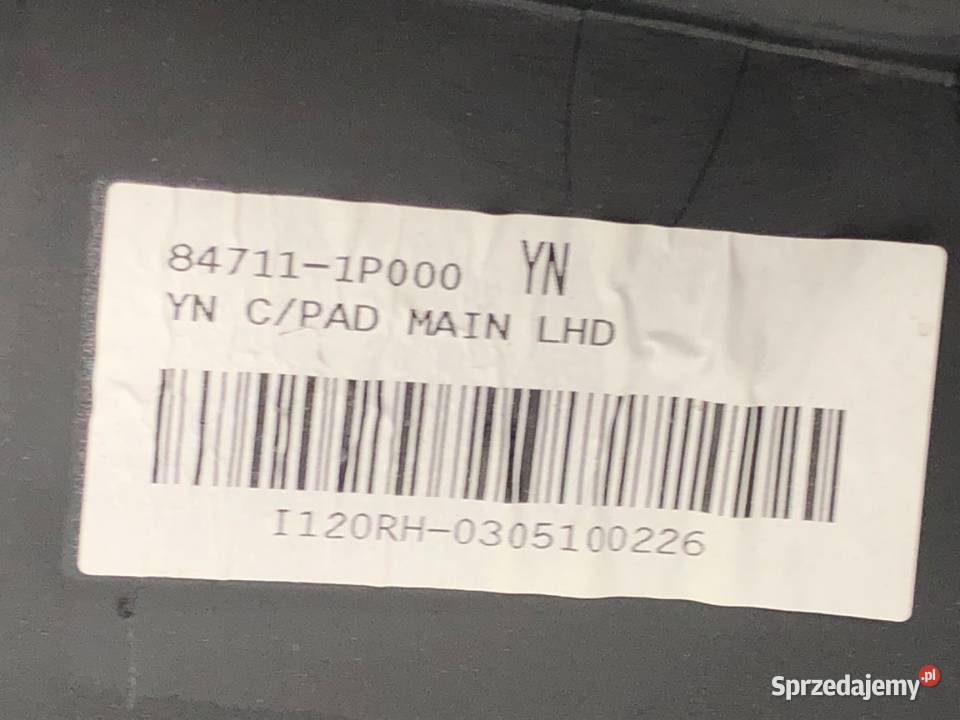 84711-1P000 YN
YN C/PAD MAIN LHD
I120RH-0305100226
Sprzedajemy.pl